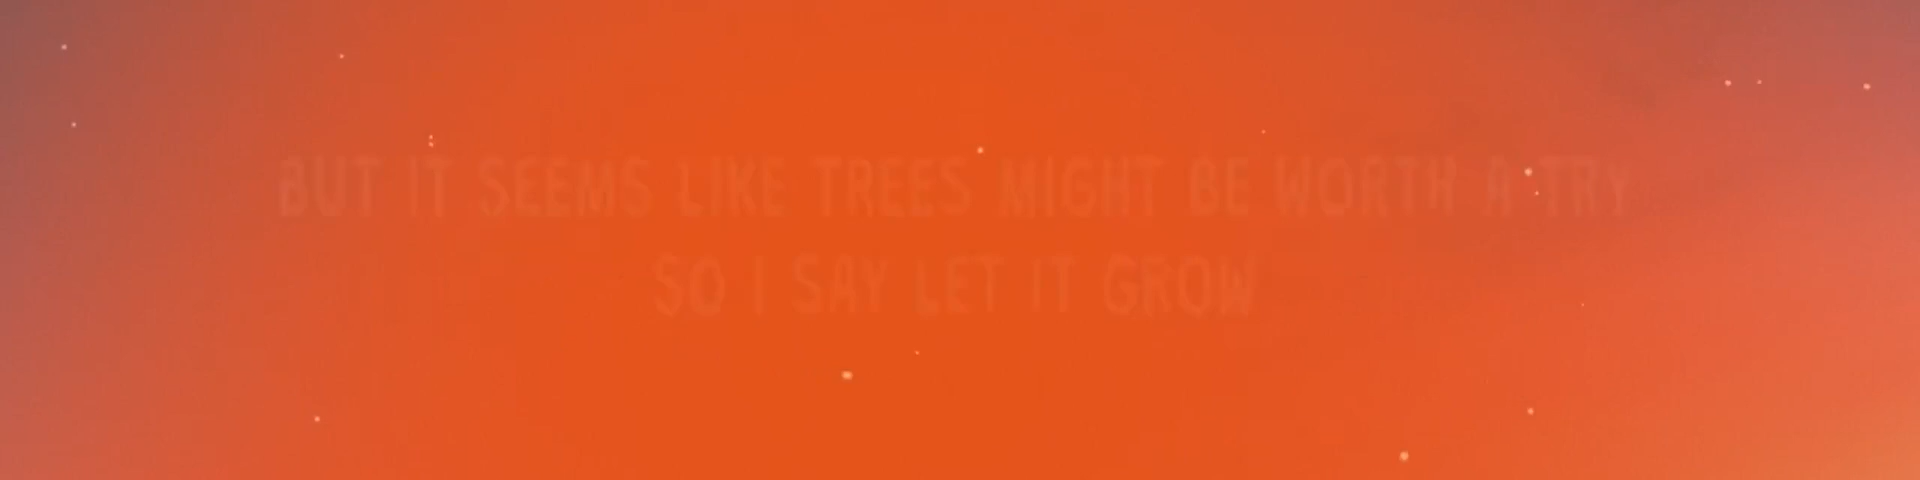 BUT IT SEEMS LIKE TREES MIGHT BE WORTH A TRY
SO I SAY LET IT GROW